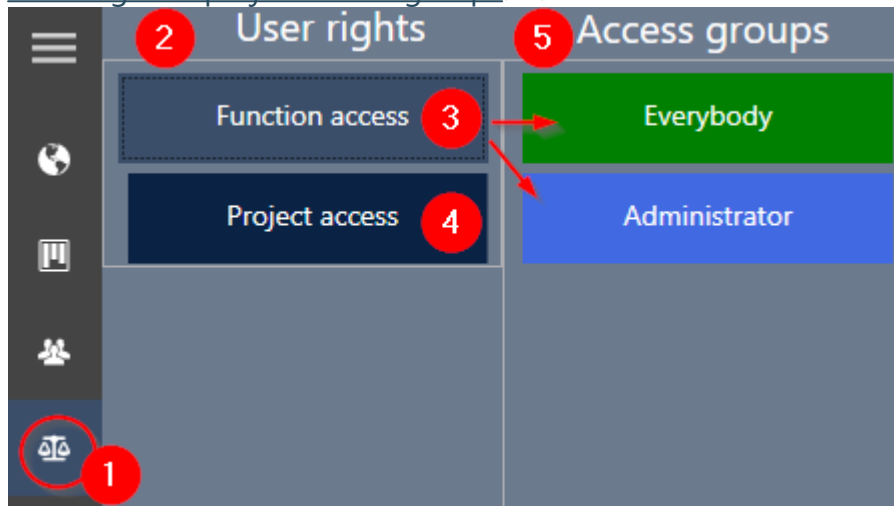 2 User rights
5 Access groups
Function access 3
Everybody
Project access 4
Administrator
1